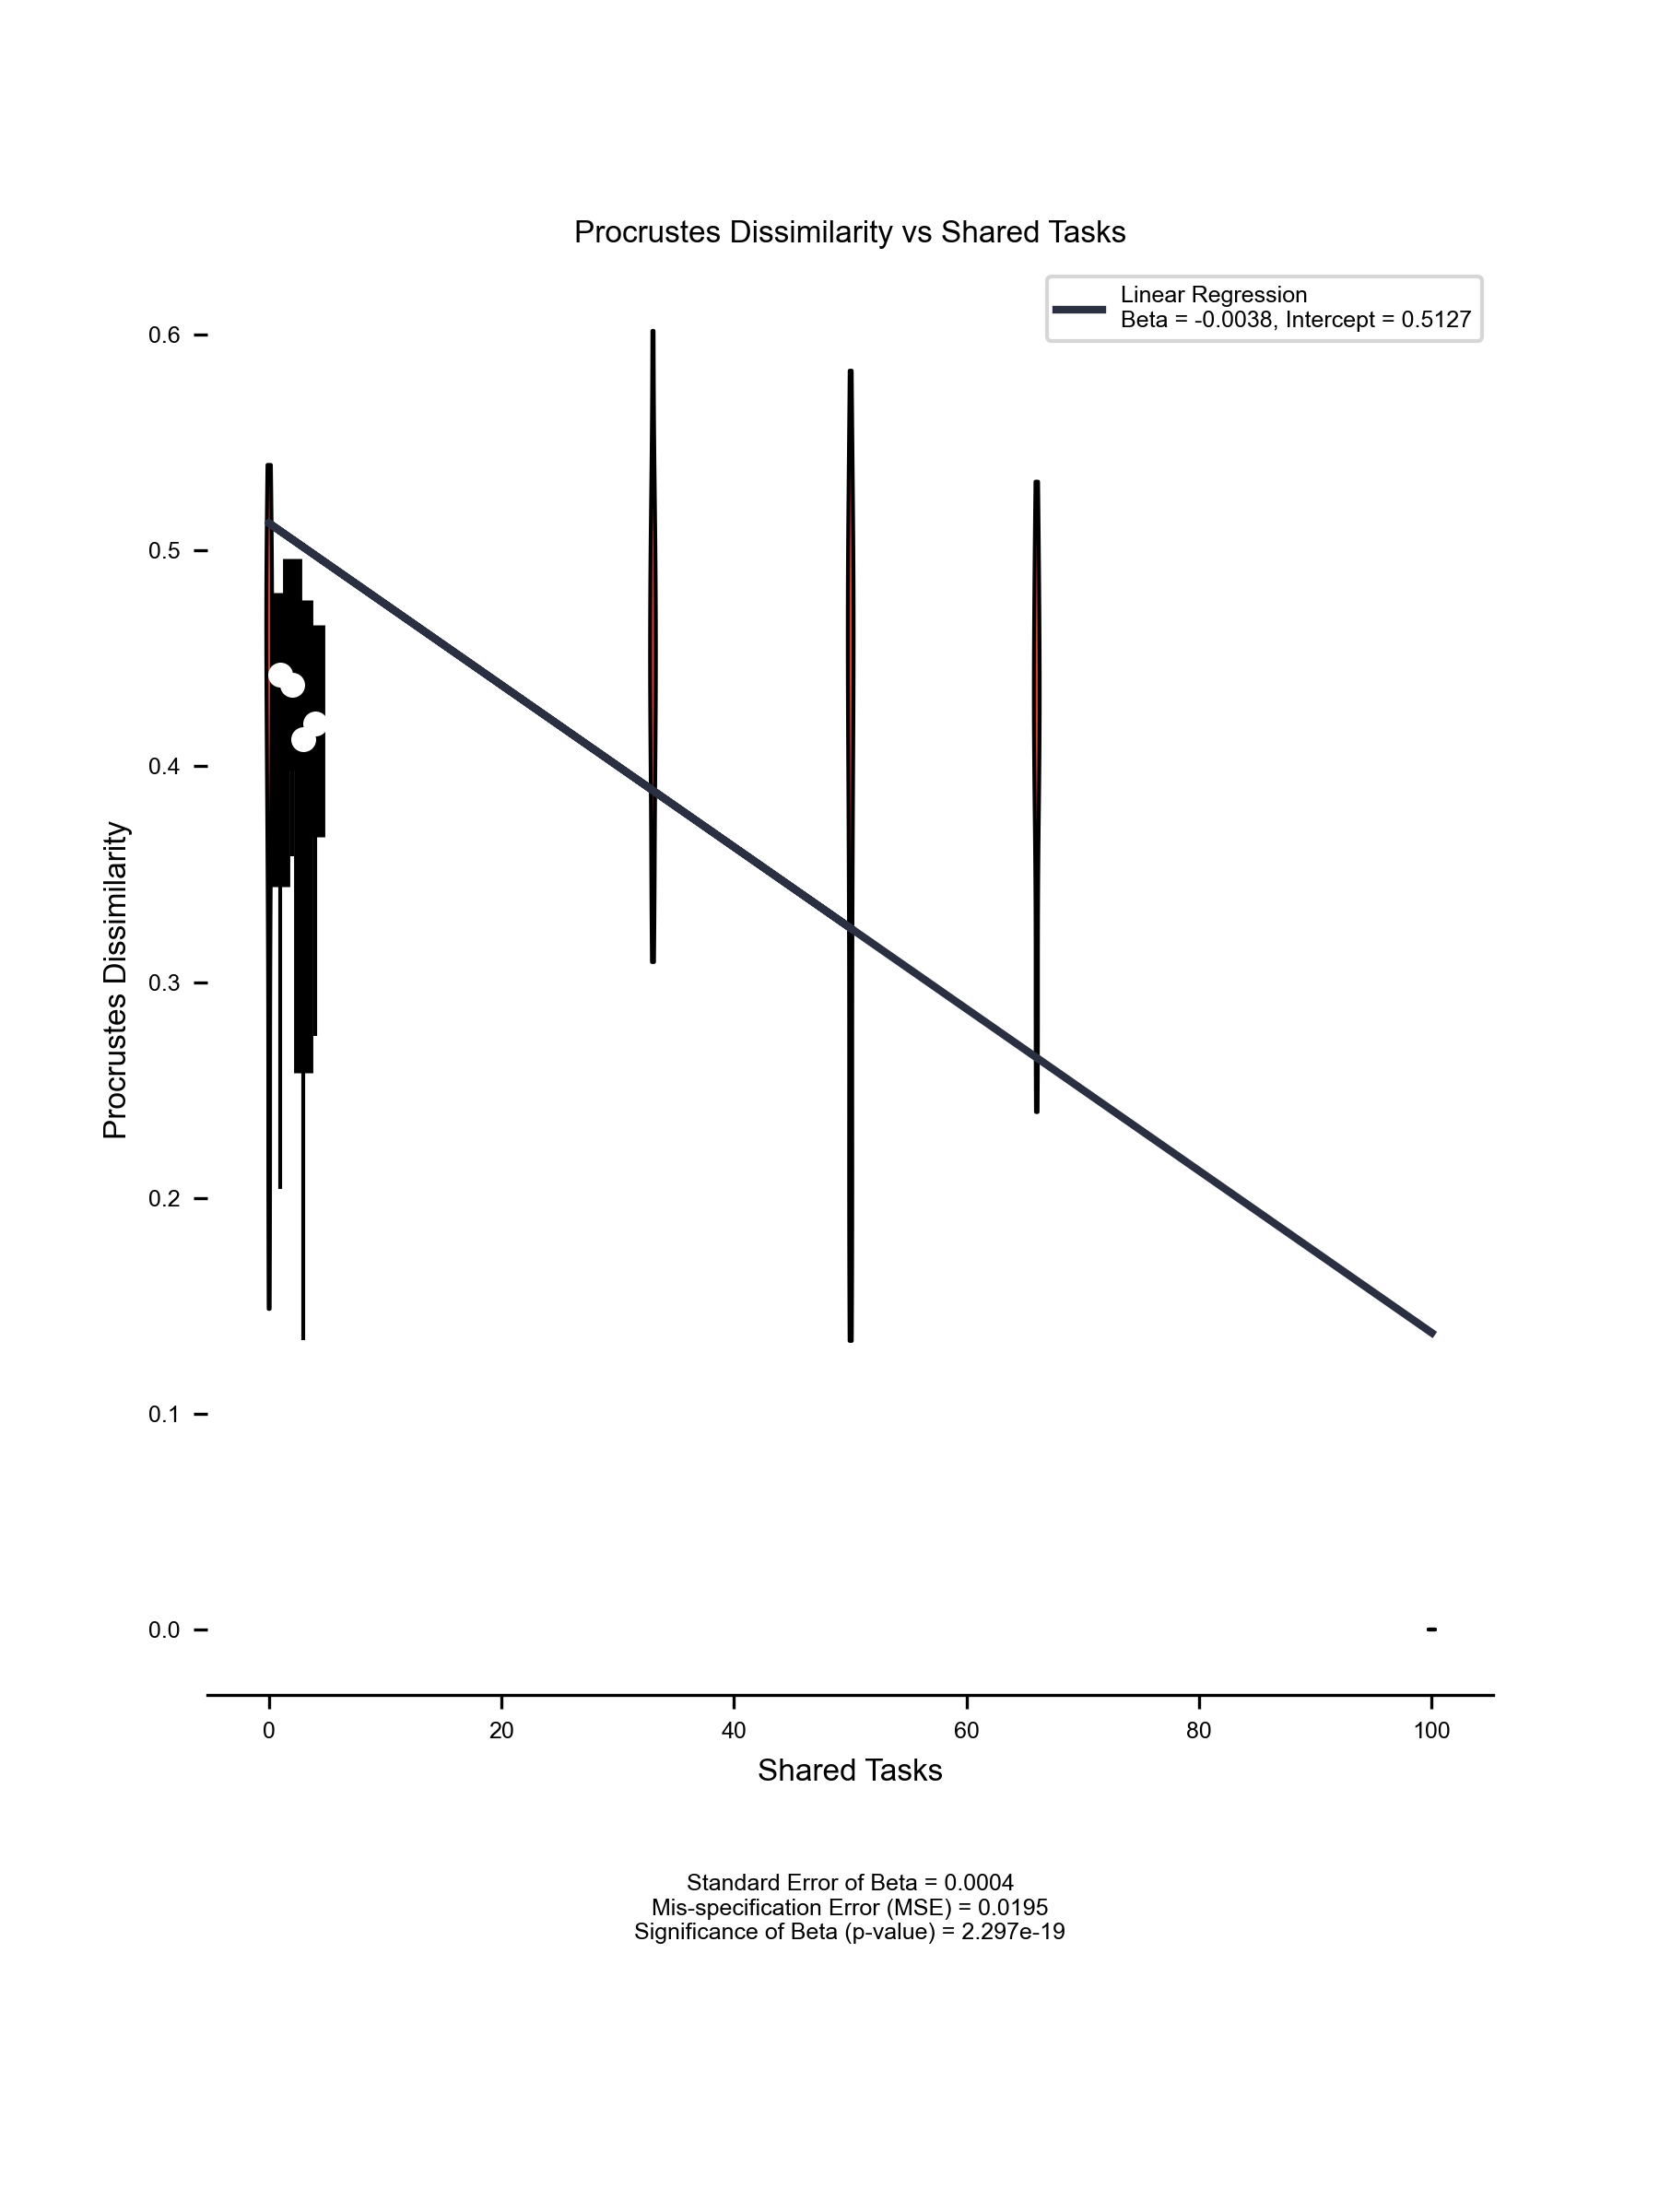 Procrustes Dissimilarity vs Shared Tasks
Linear Regression
Beta = -0.0038, Intercept = 0.5127
0.6
0.5
0.4
0.3
0.2
0.1
0.0
Procrustes Dissimilarity
0 20 40 60 80 100
Shared Tasks
Standard Error of Beta = 0.0004
Mis-specification Error (MSE) = 0.0195
Significance of Beta (p-value) = 2.297e-19